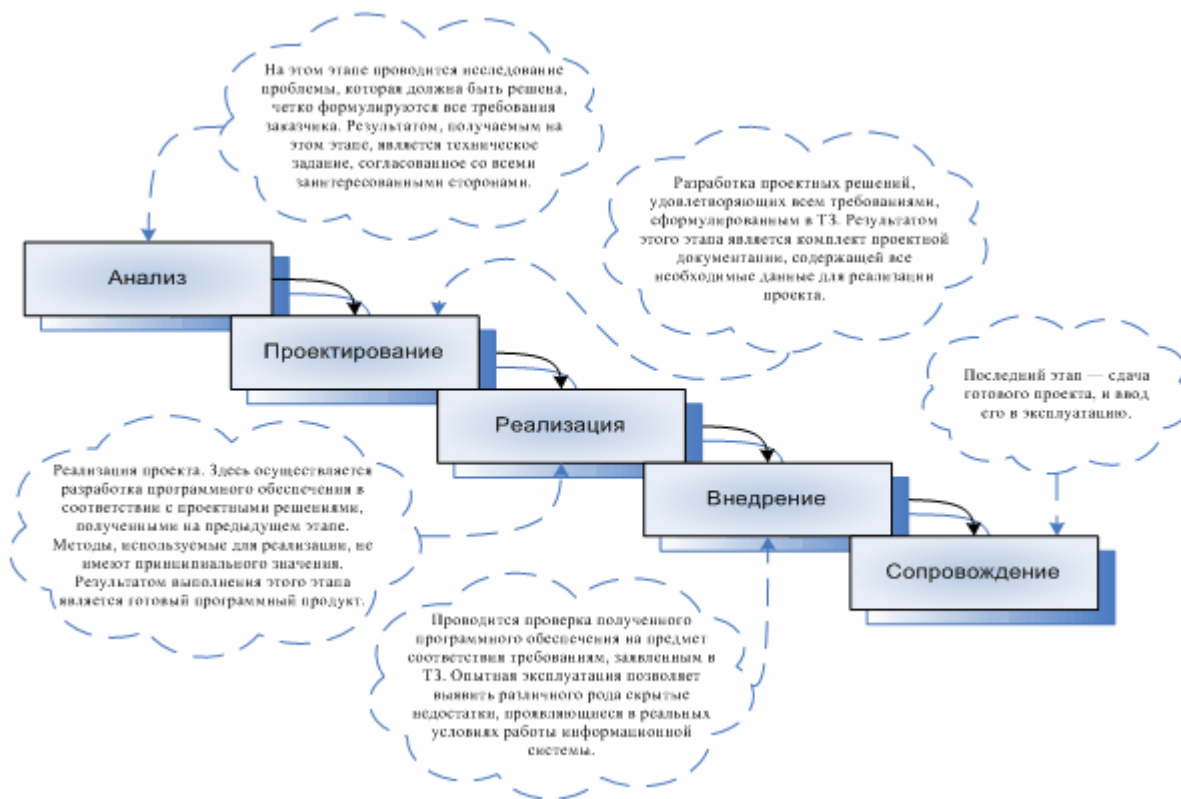 На этом этапе проводится исследование
проблемы, которая должна быть решена,
четко формулируются все требования
заказчика. Результатом, получаемым на
этом этапе, является техническое
задание, согласованное со всеми
заинтересованными сторонами.
Разработка проектных решений,
удовлетворяющих всем требованиями,
сформулированным в ТЗ. Результатом
этого этапа является комплект проектной
документации, содержащей все
необходимые данные для реализации
проекта.
Анализ
Проектирование
Последний этап — сдача
готового проекта, и ввод
его в эксплуатацию.
Реализация
Реализация проекта. Здесь осуществляется
разработка программного обеспечения в
соответствии с проектными решениями,
полученными на предыдущем этапе.
Методы, используемые для реализации, не
имеют принципиального значения.
Результатом выполнения этого этапа
является готовый программный продукт.
Внедрение
Сопровождение
Проводится проверка полученного
программного обеспечения на предмет
соответствия требованиям, заявленным в
ТЗ. Опытная эксплуатация позволяет
выявить различного рода скрытые
недостатки, проявляющиеся в реальных
условиях работы информационной
системы.